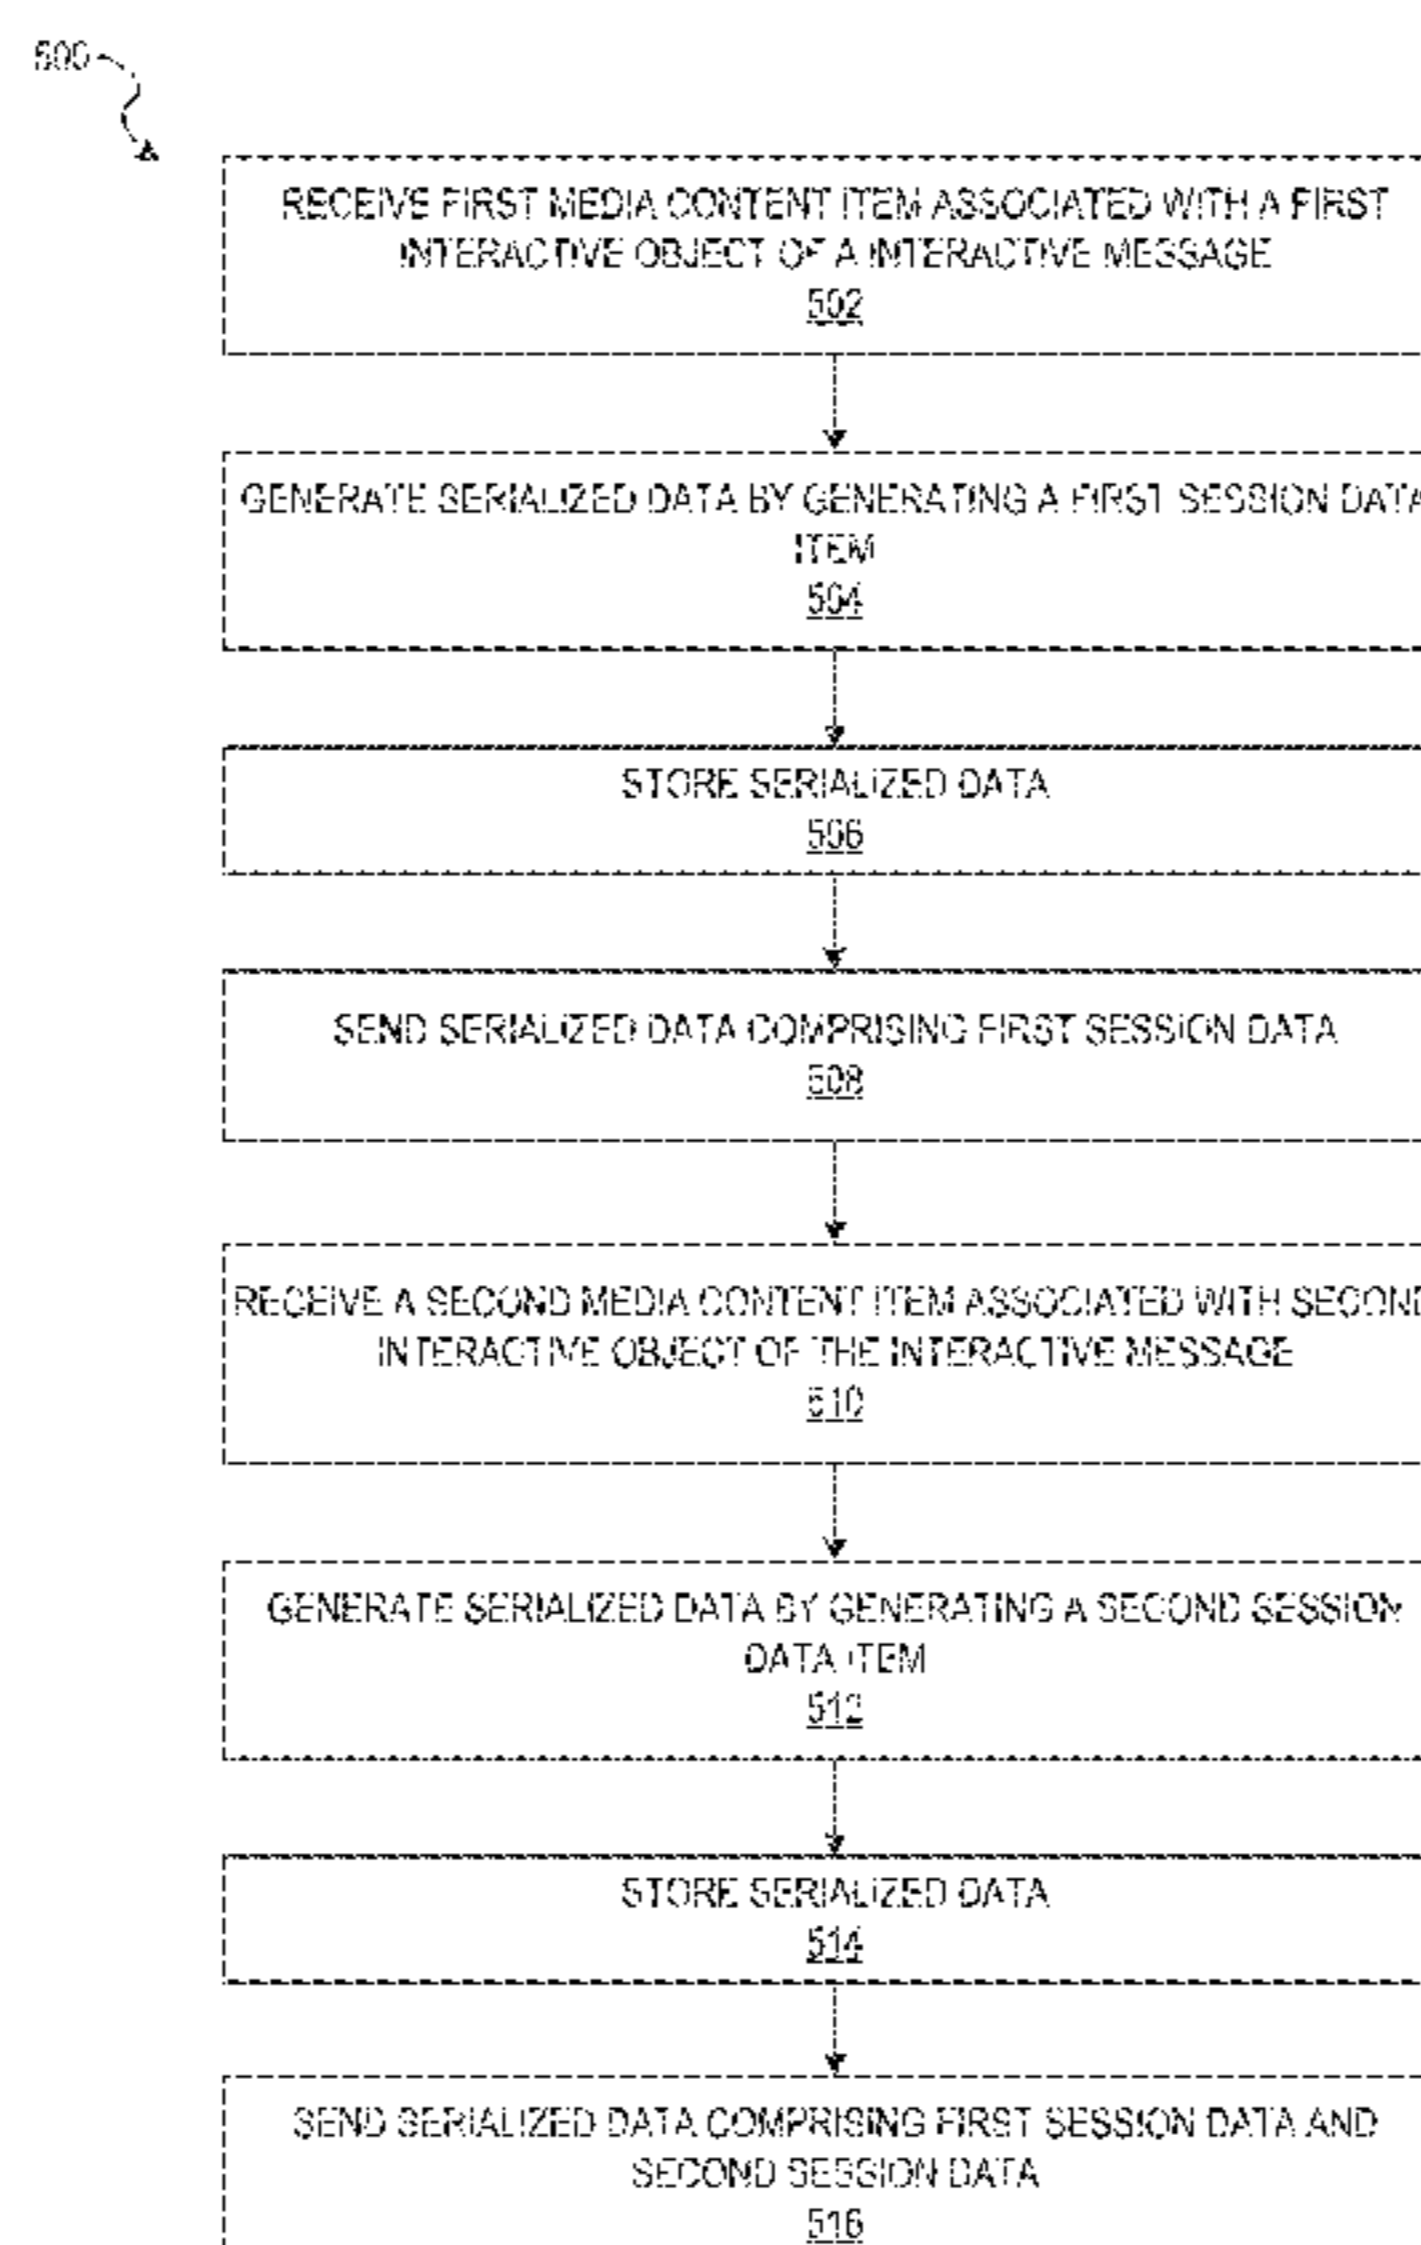 500
RECEIVE FIRST MEDIA CONTENT ITEM ASSOCIATED WITH A FIRST
INTERACTIVE OBJECT OF A INTERACTIVE MESSAGE
502
GENERATE SERIALIZED DATA BY GENERATING A FIRST SESSION DATA
ITEM
504
STORE SERIALIZED DATA
506
SEND SERIALIZED DATA COMPRISING FIRST SESSION DATA
508
RECEIVE A SECOND MEDIA CONTENT ITEM ASSOCIATED WITH SECOND
INTERACTIVE OBJECT OF THE INTERACTIVE MESSAGE
510
GENERATE SERIALIZED DATA BY GENERATING A SECOND SESSION
DATA ITEM
512
STORE SERIALIZED DATA
514
SEND SERIALIZED DATA COMPRISING FIRST SESSION DATA AND
SECOND SESSION DATA
516